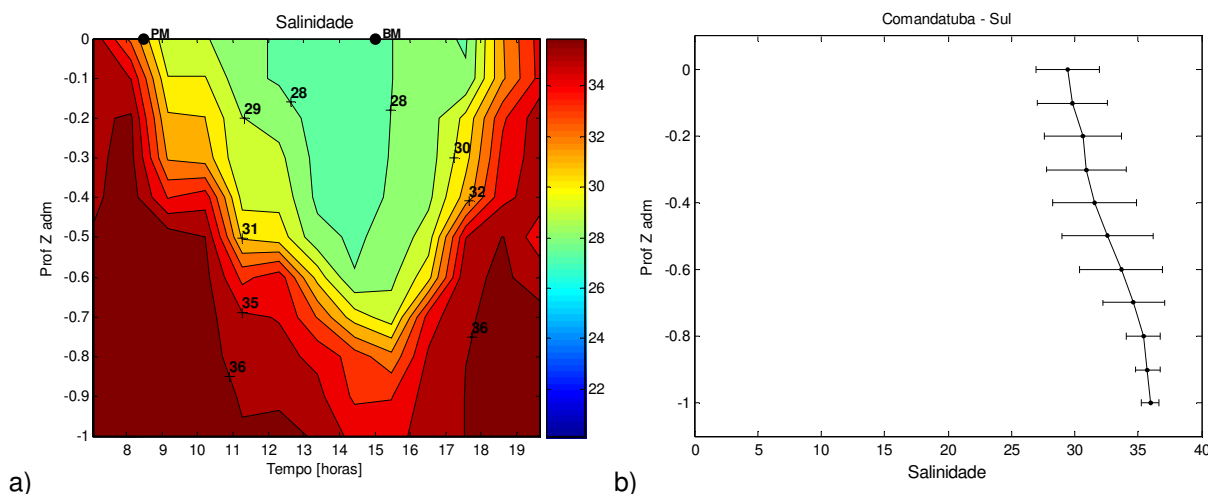 Salinidade
PM
BM
0
-0.1
-0.2
-0.3
-0.4
-0.5
-0.6
-0.7
-0.8
-0.9
-1
Prof Z adm
28
29
28
30
32
31
35
36
36
8 9 10 11 12 13 14 15 16 17 18 19
Tempo [horas]
34
32
30
28
26
24
22
a)
Comandatuba - Sul
0
-0.2
-0.4
-0.6
-0.8
-1
Prof Z adm
0 5 10 15 20 25 30 35 40
Salinidade
b)